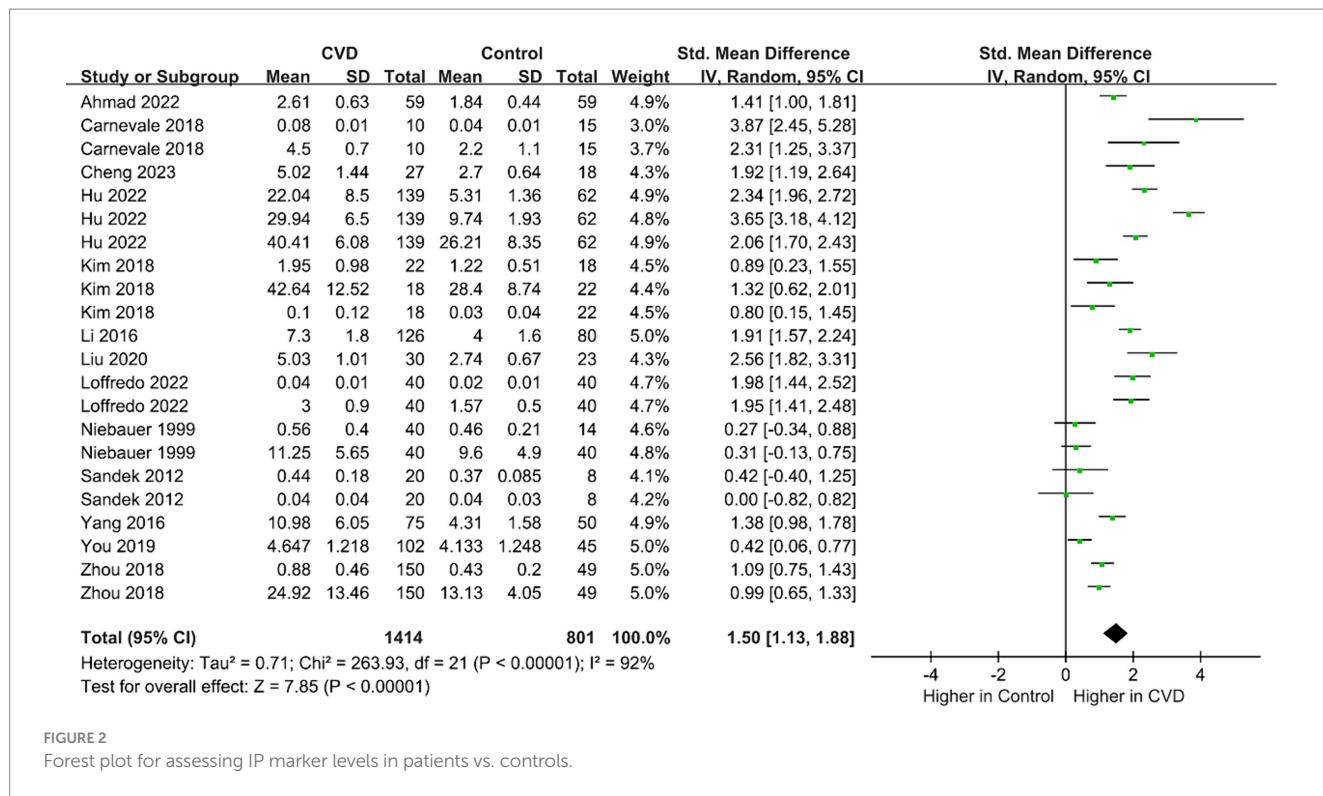 CVD Control Std. Mean Difference Std. Mean Difference
Study or Subgroup Mean SD Total Mean SD Total Weight IV, Random, 95% CI IV, Random, 95% CI
Ahmad 2022 2.61 0.63 59 1.84 0.44 59 4.9% 1.41 [1.00, 1.81]
Carnevale 2018 0.08 0.01 10 0.04 0.01 15 3.0% 3.87 [2.45, 5.28]
Carnevale 2018 4.5 0.7 10 2.2 1.1 15 3.7% 2.31 [1.25, 3.37]
Cheng 2023 5.02 1.44 27 2.7 0.64 18 4.3% 1.92 [1.19, 2.64]
Hu 2022 22.04 8.5 139 5.31 1.36 62 4.9% 2.34 [1.96, 2.72]
Hu 2022 29.94 6.5 139 9.74 1.93 62 4.8% 3.65 [3.18, 4.12]
Hu 2022 40.41 6.08 139 26.21 8.35 62 4.9% 2.06 [1.70, 2.43]
Kim 2018 1.95 0.98 22 1.22 0.51 18 4.5% 0.89 [0.23, 1.55]
Kim 2018 42.64 12.52 18 28.4 8.74 22 4.4% 1.32 [0.62, 2.01]
Kim 2018 0.1 0.12 18 0.03 0.04 22 4.5% 0.80 [0.15, 1.45]
Li 2016 7.3 1.8 126 4 1.6 80 5.0% 1.91 [1.57, 2.24]
Liu 2020 5.03 1.01 30 2.74 0.67 23 4.3% 2.56 [1.82, 3.31]
Loffredo 2022 0.04 0.01 40 0.02 0.01 40 4.7% 1.98 [1.44, 2.52]
Loffredo 2022 3 0.9 40 1.57 0.5 40 4.7% 1.95 [1.41, 2.48]
Niebauer 1999 0.56 0.4 40 0.46 0.21 14 4.6% 0.27 [-0.34, 0.88]
Niebauer 1999 11.25 5.65 40 9.6 4.9 40 4.8% 0.31 [-0.13, 0.75]
Sandek 2012 0.44 0.18 20 0.37 0.085 8 4.1% 0.42 [-0.40, 1.25]
Sandek 2012 0.04 0.04 20 0.04 0.03 8 4.2% 0.00 [-0.82, 0.82]
Yang 2016 10.98 6.05 75 4.31 1.58 50 4.9% 1.38 [0.98, 1.78]
You 2019 4.647 1.218 102 4.133 1.248 45 5.0% 0.42 [0.06, 0.77]
Zhou 2018 0.88 0.46 150 0.43 0.2 49 5.0% 1.09 [0.75, 1.43]
Zhou 2018 24.92 13.46 150 13.13 4.05 49 5.0% 0.99 [0.65, 1.33]
Total (95% CI) 1414 801 100.0% 1.50 [1.13, 1.88]
Heterogeneity: Tau² = 0.71; Chi² = 263.93, df = 21 (P < 0.00001); I² = 92%
Test for overall effect: Z = 7.85 (P < 0.00001)
-4 -2 0 2 4
Higher in Control Higher in CVD
FIGURE 2
Forest plot for assessing IP marker levels in patients vs. controls.